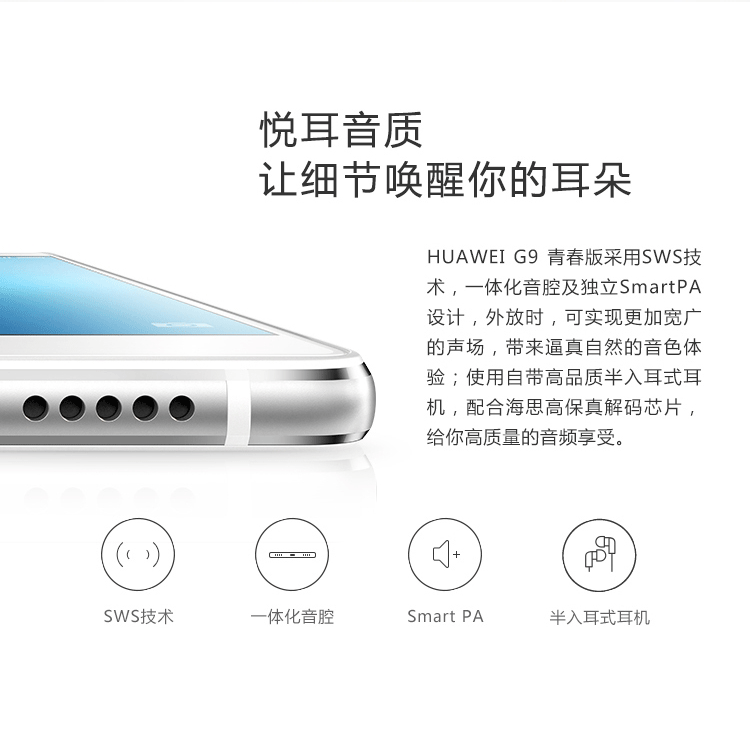 悦耳音质
让细节唤醒你的耳朵
HUAWEI G9 青春版采用SWS技
术，一体化音腔及独立SmartPA
设计，外放时，可实现更加宽广
的声场，带来逼真自然的音色体
验；使用自带高品质半入耳式耳
机，配合海思高保真解码芯片，
给你高质量的音频享受。
SWS技术
一体化音腔
Smart PA
半入耳式耳机